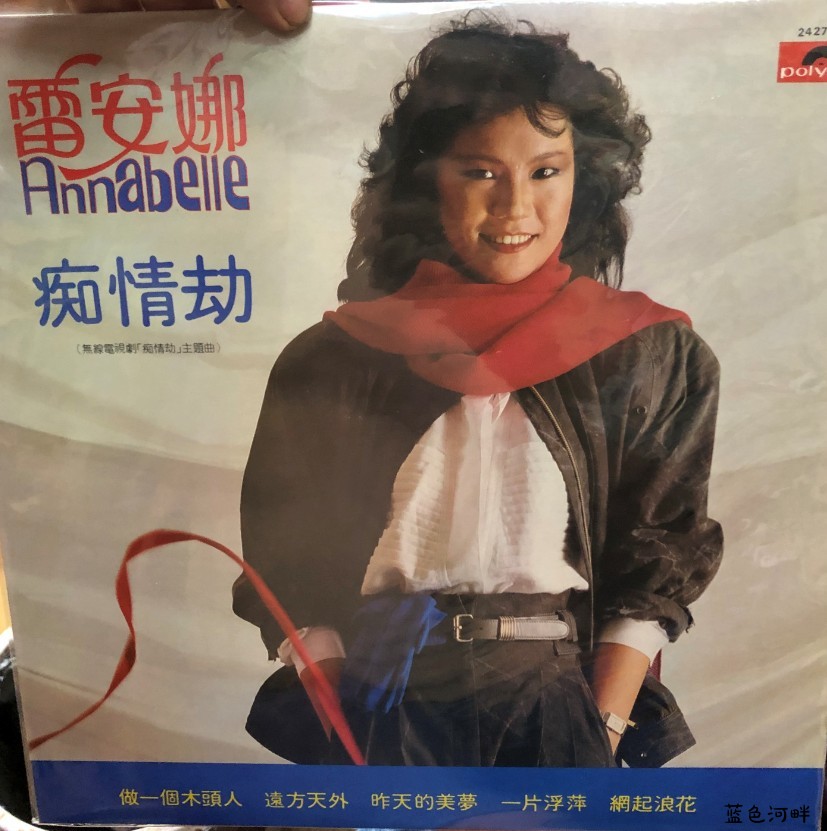 2427
poly
雷安娜
Annabelle
痴情劫
（無線電視劇「痴情劫」主題曲）
做一個木頭人 遠方天外 昨天的美夢 一片浮萍 網起浪花
蓝色河畔